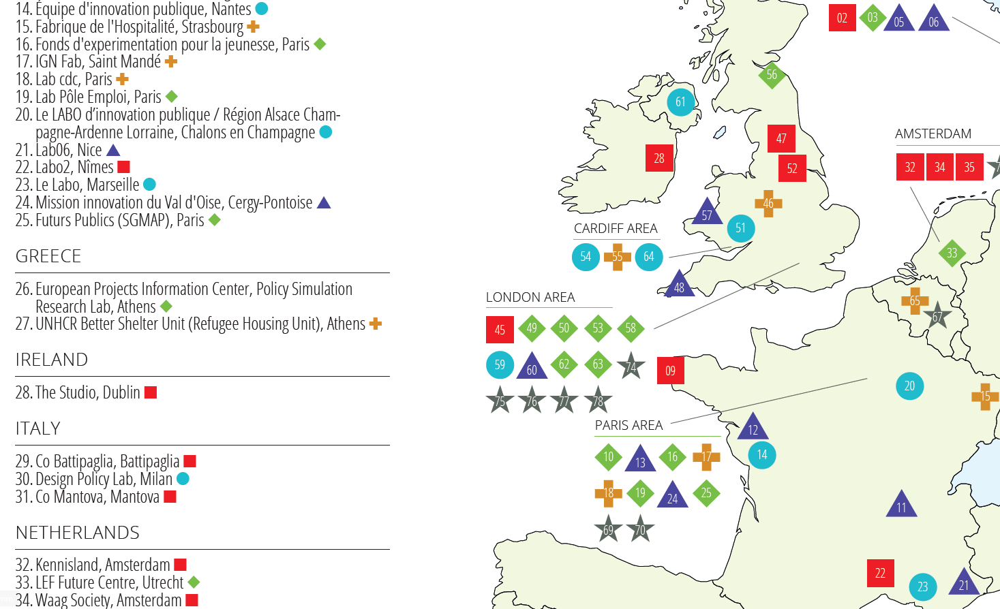 14. Équipe d'innovation publique, Nantes
15. Fabrique de l'Hospitalité, Strasbourg
16. Fonds d'experimentation pour la jeunesse, Paris
17. IGN Fab, Saint Mandé
18. Lab cdc, Paris
19. Lab Pôle Emploi, Paris
20. Le LABO d’innovation publique / Région Alsace Cham-
pagne-Ardenne Lorraine, Chalons en Champagne
21. Lab06, Nice
22. Labo2, Nîmes
23. Le Labo, Marseille
24. Mission innovation du Val d'Oise, Cergy-Pontoise
25. Futurs Publics (SGMAP), Paris
GREECE
26. European Projects Information Center, Policy Simulation
Research Lab, Athens
27. UNHCR Better Shelter Unit (Refugee Housing Unit), Athens
IRELAND
28. The Studio, Dublin
ITALY
29. Co Battipaglia, Battipaglia
30. Design Policy Lab, Milan
31. Co Mantova, Mantova
NETHERLANDS
32. Kennisland, Amsterdam
33. LEF Future Centre, Utrecht
34. Waag Society, Amsterdam
02 03 05 06
56
61
47
28
52
46
57
51
AMSTERDAM
32 34 35
33
CARDIFF AREA
54 55 64
48
LONDON AREA
45 49 50 53 58
59 60 62 63 74
75 76 77 78
65
67
09
20
15
PARIS AREA
10 13 16 17
18 19 24 25
69 70
12
14
11
22
23
21